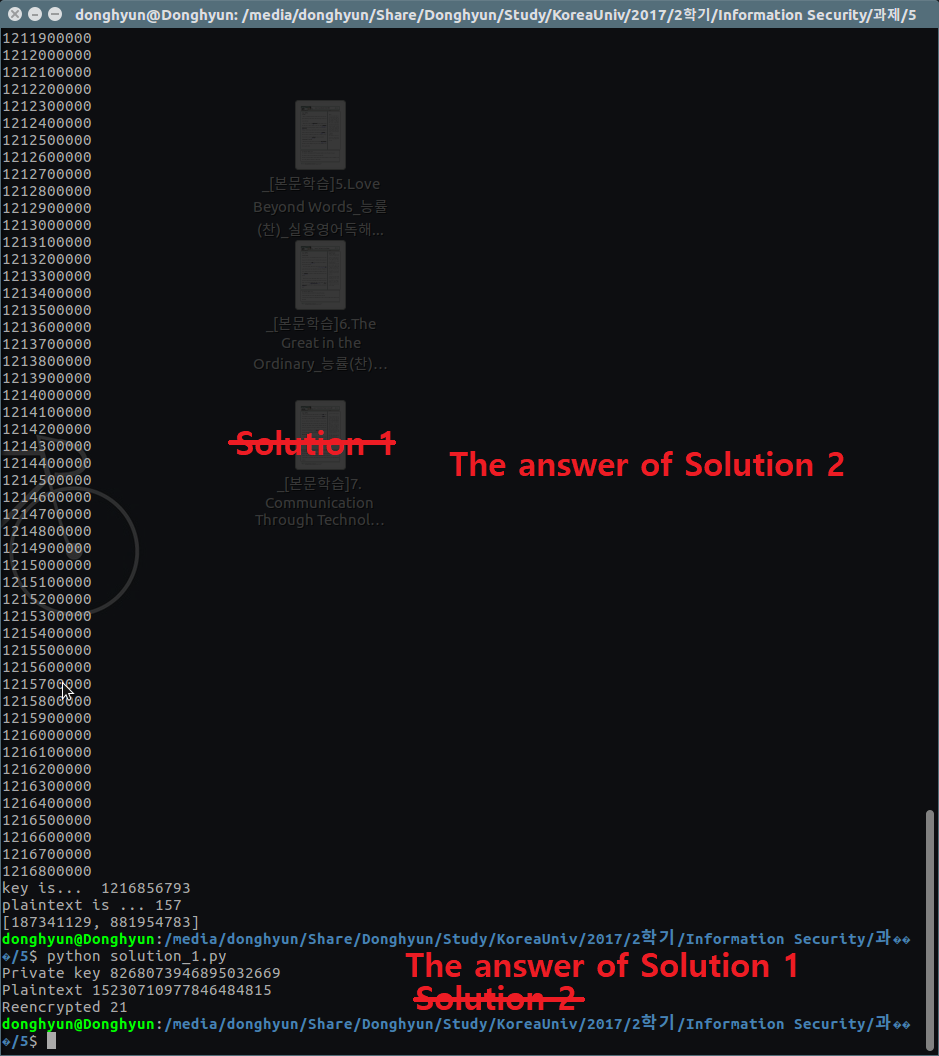 donghyun@Donghyun: /media/donghyun/Share/Donghyun/Study/KoreaUniv/2017/2학기/Information Security/과제/5
1211900000
1212000000
1212100000
1212200000
1212300000
1212400000
1212500000
1212600000
1212700000
1212800000
1212900000
1213000000
1213100000
1213200000
1213300000
1213400000
1213500000
1213600000
1213700000
1213800000
1213900000
1214000000
1214100000
1214200000
1214300000
1214400000
1214500000
1214600000
1214700000
1214800000
1214900000
1215000000
1215100000
1215200000
1215300000
1215400000
1215500000
1215600000
1215700000
1215800000
1215900000
1216000000
1216100000
1216200000
1216300000
1216400000
1216500000
1216600000
1216700000
1216800000
_[본문학습]5.Love
Beyond Words_능률
(찬)_실용영어독해...
_[본문학습]6.The
Great in the
Ordinary_능률(찬)...
Solution 1
The answer of Solution 2
_[본문학습]7.
Communication
Through Technol...
key is...  1216856793
plaintext is ... 157
[187341129, 881954783]
donghyun@Donghyun:/media/donghyun/Share/Donghyun/Study/KoreaUniv/2017/2학기/Information Security/과��
�/5$ python solution_1.py
Private key 8268073946895032669
Plaintext 15230710977846484815
Reencrypted 21
The answer of Solution 1
Solution 2
donghyun@Donghyun:/media/donghyun/Share/Donghyun/Study/KoreaUniv/2017/2학기/Information Security/과��
�/5$